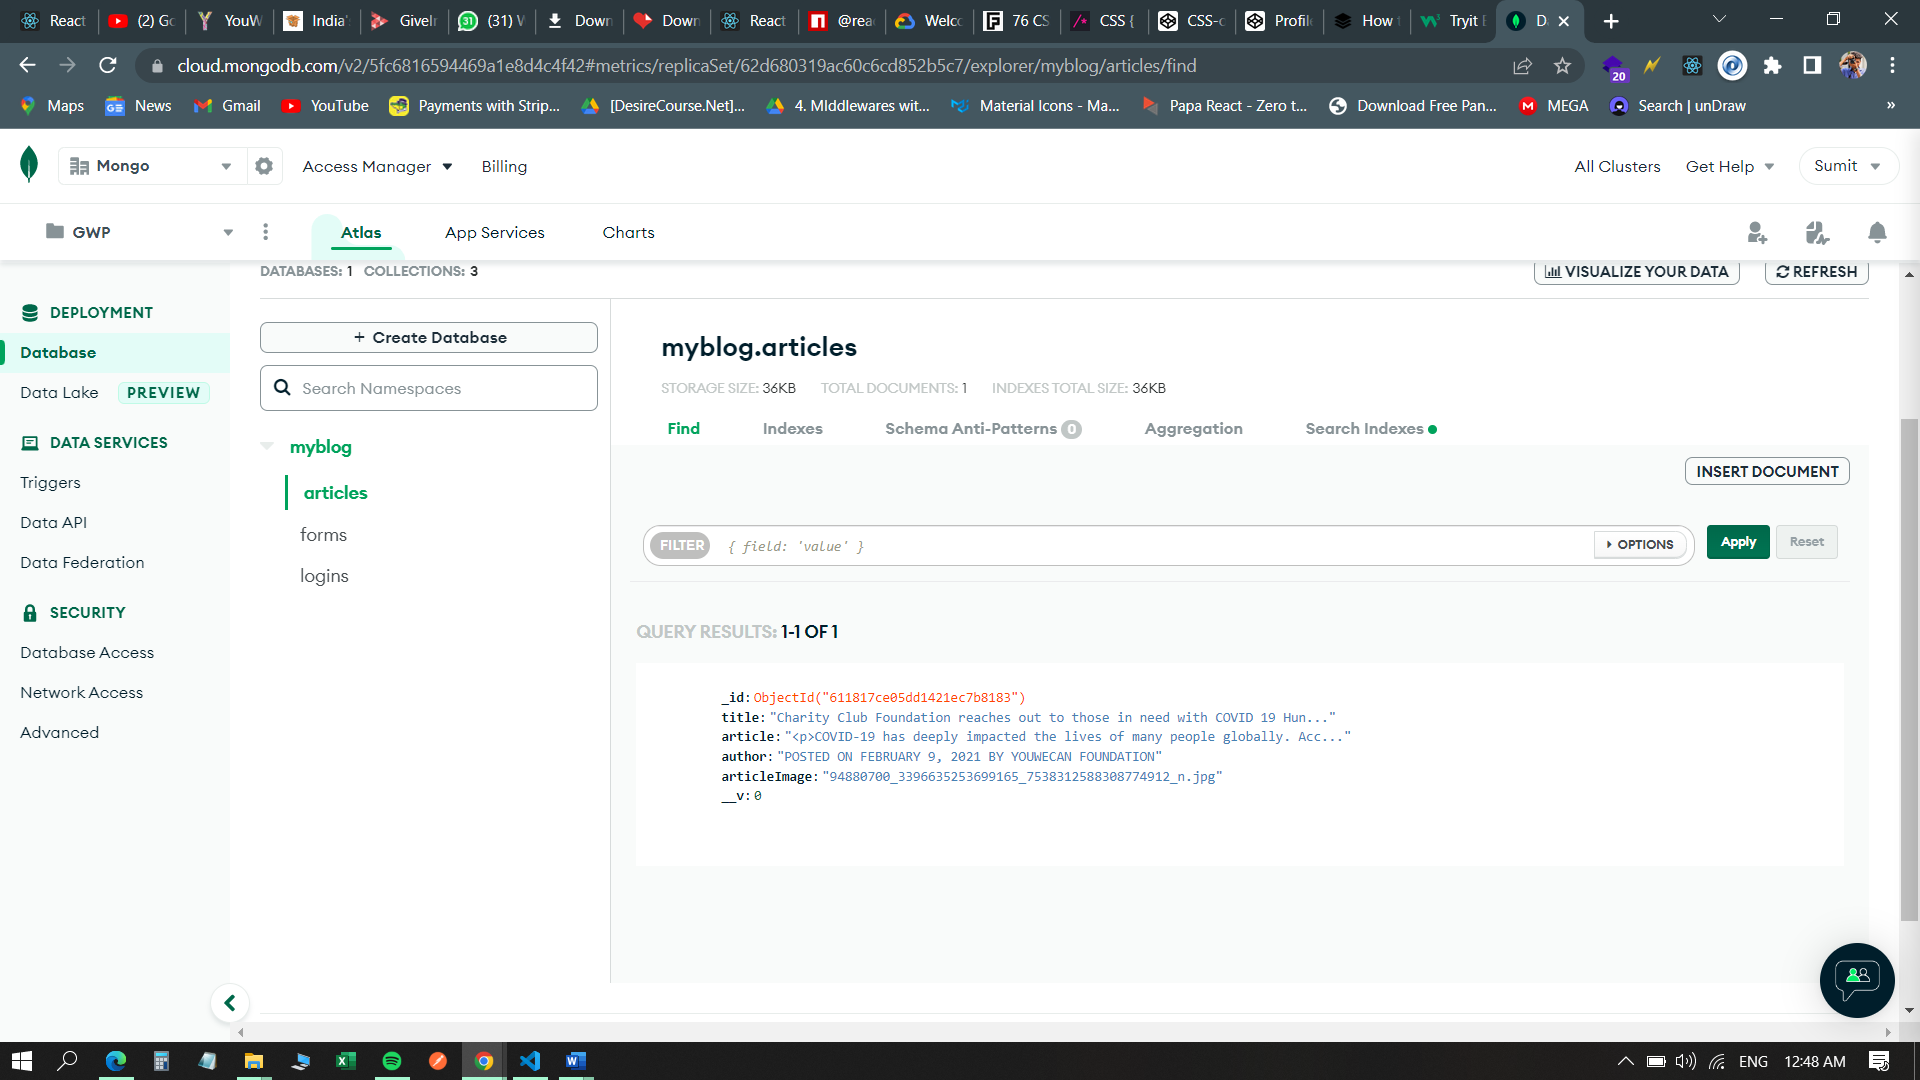 React
(2) Go
YouW
India'
GiveIn
(31) W
Down
Down
React
@reac
Welco
76 CS
CSS {
CSS-c
Profile
How t
Tryit E
Da
cloud.mongodb.com/v2/5fc6816594469a1e8d4c4f42#metrics/replicaSet/62d680319ac60c6cd852b5c7/explorer/myblog/articles/find
20
Maps
News
Gmail
YouTube
Payments with Strip...
[DesireCourse.Net]...
4. MIddlewares wit...
Material Icons - Ma...
Papa React - Zero t...
Download Free Pan...
MEGA
Search | unDraw
»
Mongo
Access Manager
Billing
All Clusters
Get Help
Sumit
GWP
Atlas
App Services
Charts
DATABASES: 1 COLLECTIONS: 3
VISUALIZE YOUR DATA
REFRESH
DEPLOYMENT
Database
Data Lake PREVIEW
DATA SERVICES
Triggers
Data API
Data Federation
SECURITY
Database Access
Network Access
Advanced
+ Create Database
Search Namespaces
myblog
articles
forms
logins
myblog.articles
STORAGE SIZE: 36KB TOTAL DOCUMENTS: 1 INDEXES TOTAL SIZE: 36KB
Find
Indexes
Schema Anti-Patterns 0
Aggregation
Search Indexes
INSERT DOCUMENT
FILTER { field: 'value' }
OPTIONS
Apply
Reset
QUERY RESULTS: 1-1 OF 1
_id: ObjectId("611817ce05dd1421ec7b8183")
title: "Charity Club Foundation reaches out to those in need with COVID 19 Hun..."
article: "<p>COVID-19 has deeply impacted the lives of many people globally. Acc..."
author: "POSTED ON FEBRUARY 9, 2021 BY YOUWECAN FOUNDATION"
articleImage: "94880700_3396635253699165_7538312588308774912_n.jpg"
__v: 0
ENG
12:48 AM